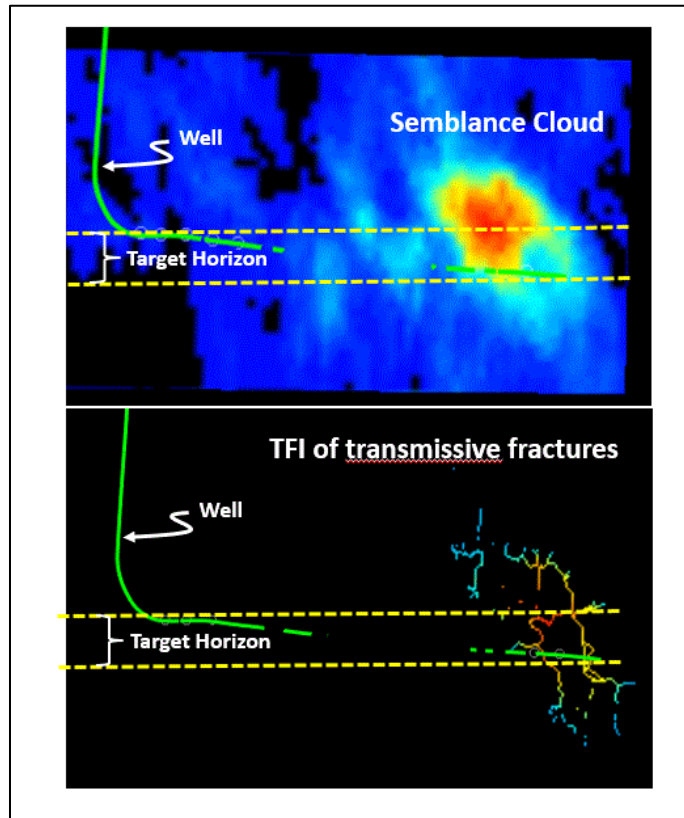 Semblance Cloud
Well
Target Horizon
TFI of transmissive fractures
Well
Target Horizon